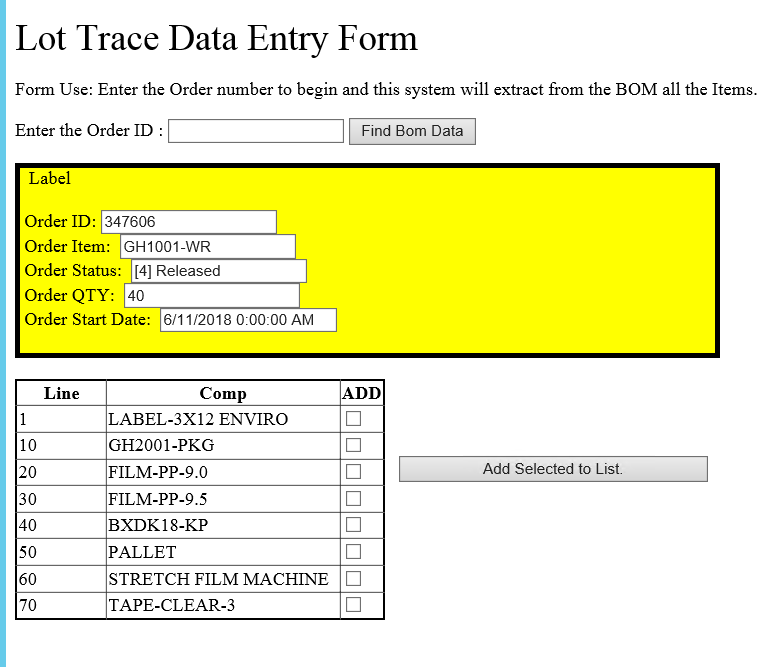 Lot Trace Data Entry Form
Form Use: Enter the Order number to begin and this system will extract from the BOM all the Items.
Enter the Order ID : Find Bom Data
Label
Order ID: 347606
Order Item: GH1001-WR
Order Status: [4] Released
Order QTY: 40
Order Start Date: 6/11/2018 0:00:00 AM
Line Comp ADD
1 LABEL-3X12 ENVIRO
10 GH2001-PKG
20 FILM-PP-9.0
30 FILM-PP-9.5
40 BXDK18-KP
50 PALLET
60 STRETCH FILM MACHINE
70 TAPE-CLEAR-3
Add Selected to List.